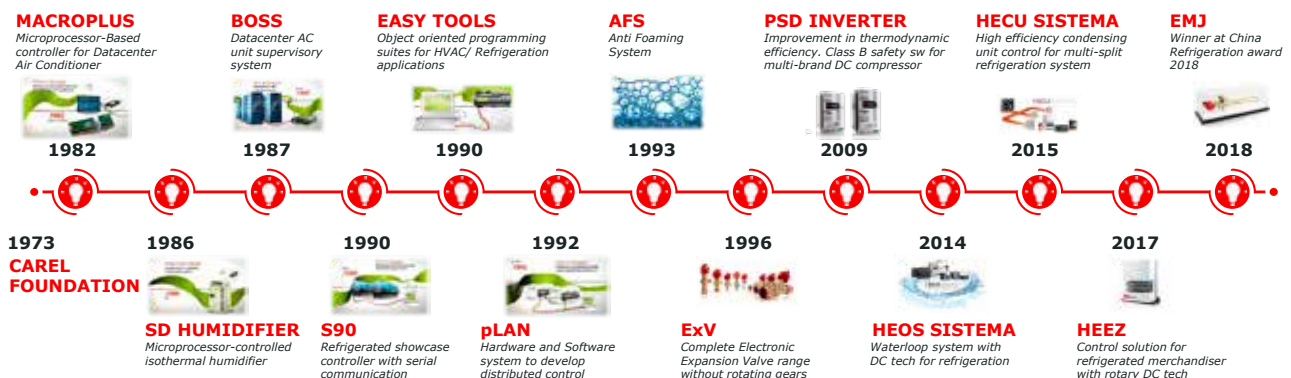 MACROPLUS
Microprocessor-Based
controller for Datacenter
Air Conditioner
1982
BOSS
Datacenter AC
unit supervisory
system
1987
EASY TOOLS
Object oriented programming
suites for HVAC/ Refrigeration
applications
1990
AFS
Anti Foaming
System
1993
PSD INVERTER
Improvement in thermodynamic
efficiency. Class B safety sw for
multi-brand DC compressor
2009
HECU SISTEMA
High efficiency condensing
unit control for multi-split
refrigeration system
2015
EMJ
Winner at China
Refrigeration award
2018
2018
1973
CAREL
FOUNDATION
1986
SD HUMIDIFIER
Microprocessor-controlled
isothermal humidifier
1990
S90
Refrigerated showcase
controller with serial
communication
1992
pLAN
Hardware and Software
system to develop
distributed control
1996
ExV
Complete Electronic
Expansion Valve range
without rotating gears
2014
HEOS SISTEMA
Waterloop system with
DC tech for refrigeration
2017
HEEZ
Control solution for
refrigerated merchandiser
with rotary DC tech